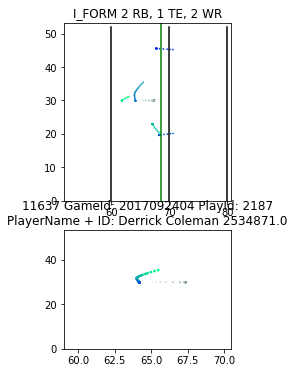 I_FORM 2 RB, 1 TE, 2 WR
50
40
30
20
10
0
60 70 80
11637 GameId: 2017092404 PlayId: 2187
PlayerName + ID: Derrick Coleman 2534871.0
40
20
0
60.0 62.5 65.0 67.5 70.0